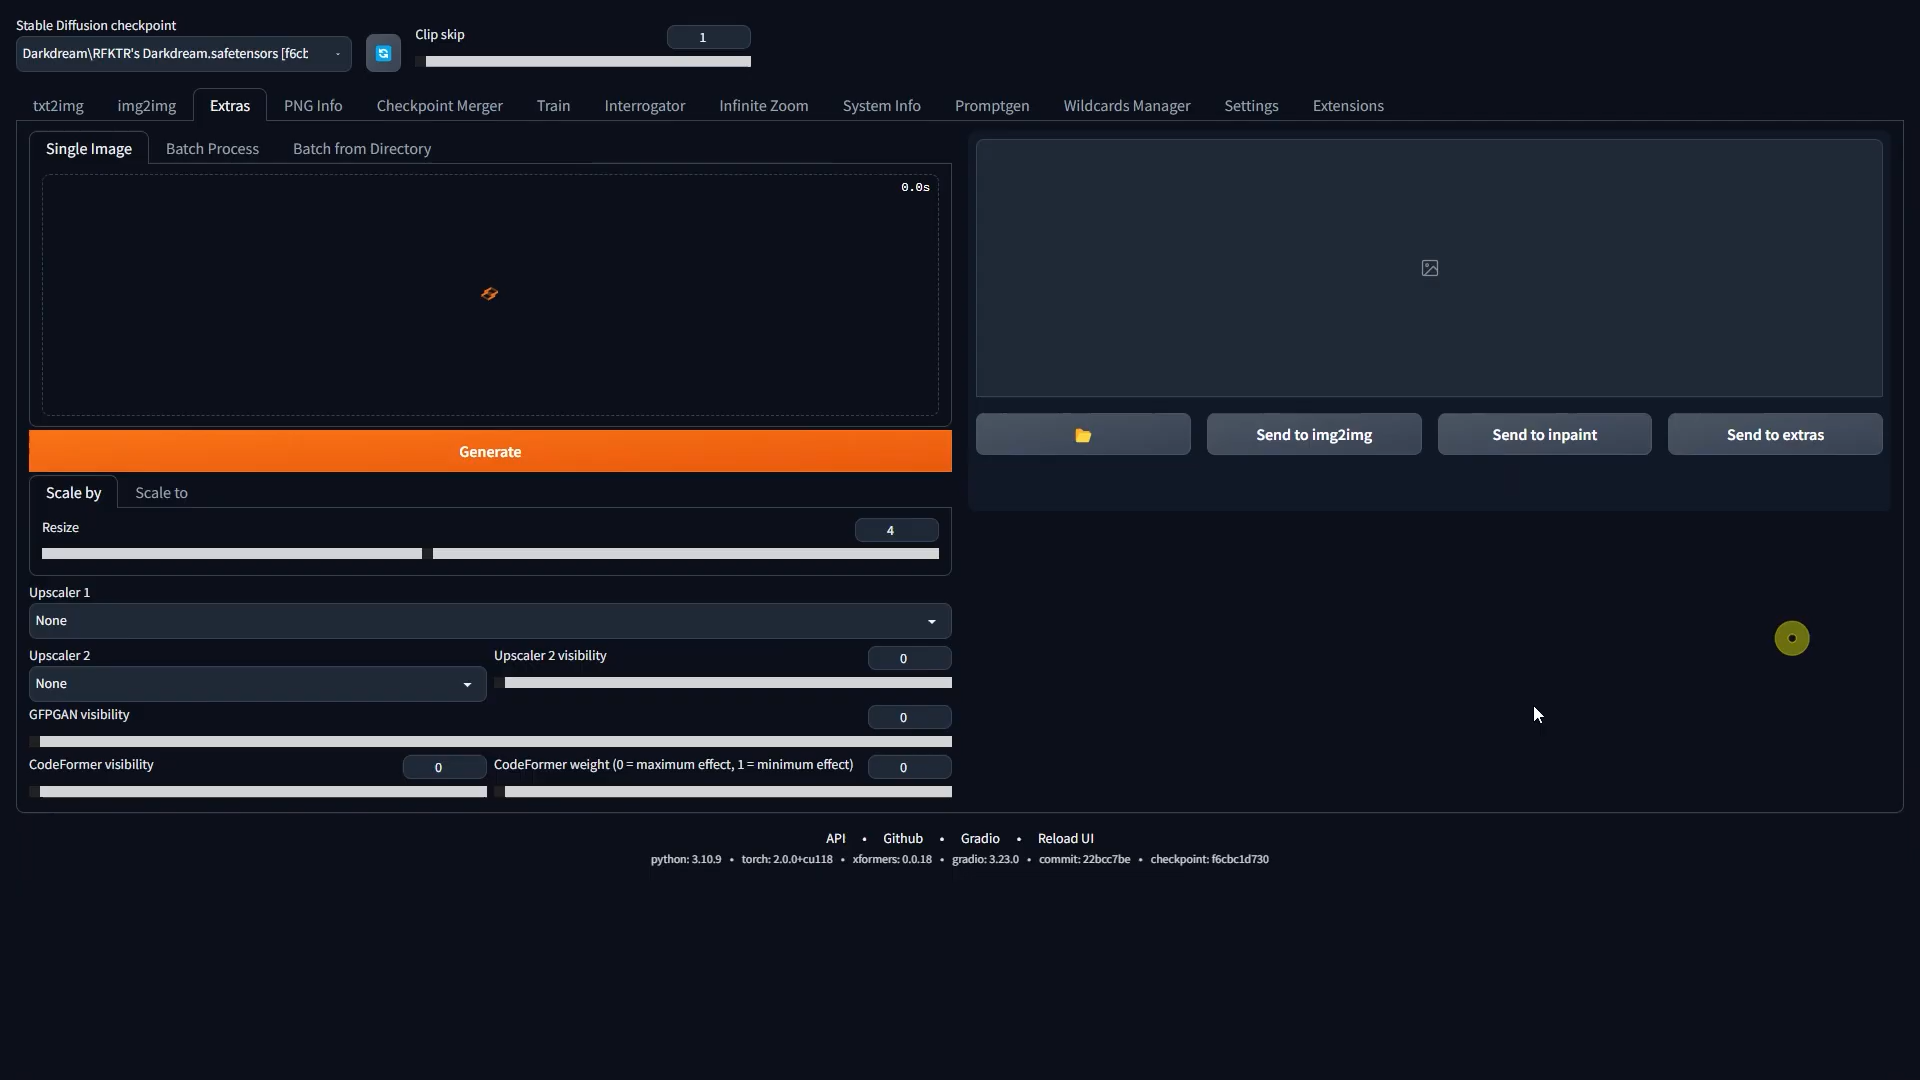 Stable Diffusion checkpoint
Darkdream\RFKTR's Darkdream.safetensors [f6cb
Clip skip
1
txt2img img2img Extras PNG Info Checkpoint Merger Train Interrogator Infinite Zoom System Info Promptgen Wildcards Manager Settings Extensions
Single Image Batch Process Batch from Directory
0.0s
Generate
Send to img2img Send to inpaint Send to extras
Scale by Scale to
Resize 4
Upscaler 1
None
Upscaler 2 Upscaler 2 visibility 0
None
GFPGAN visibility 0
CodeFormer visibility 0 CodeFormer weight (0 = maximum effect, 1 = minimum effect) 0
API • Github • Gradio • Reload UI
python: 3.10.9 • torch: 2.0.0+cu118 • xformers: 0.0.18 • gradio: 3.23.0 • commit: 22bcc7be • checkpoint: f6cbc1d730